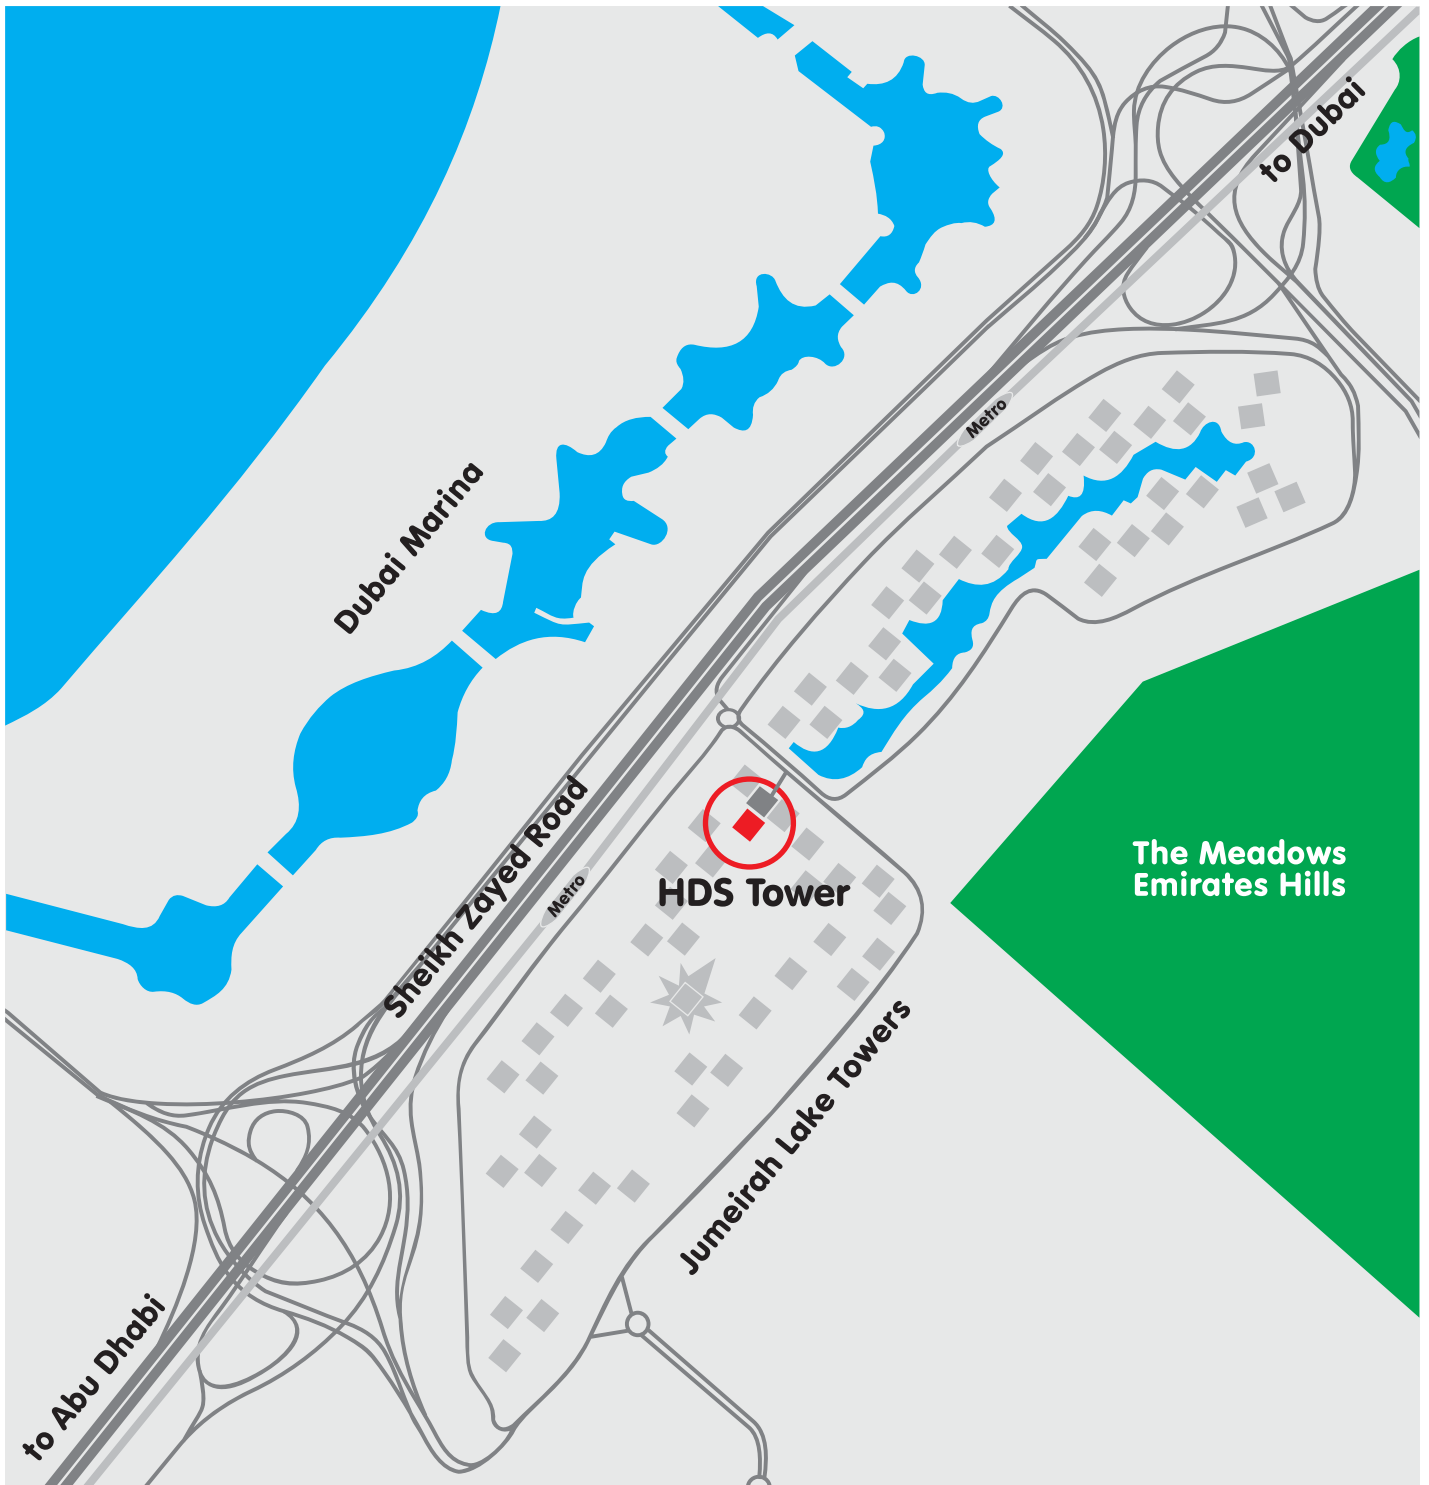 to Dubai
Metro
Dubai Marina
Sheikh Zayed Road
Metro
HDS Tower
The Meadows
Emirates Hills
Jumeirah Lake Towers
to Abu Dhabi